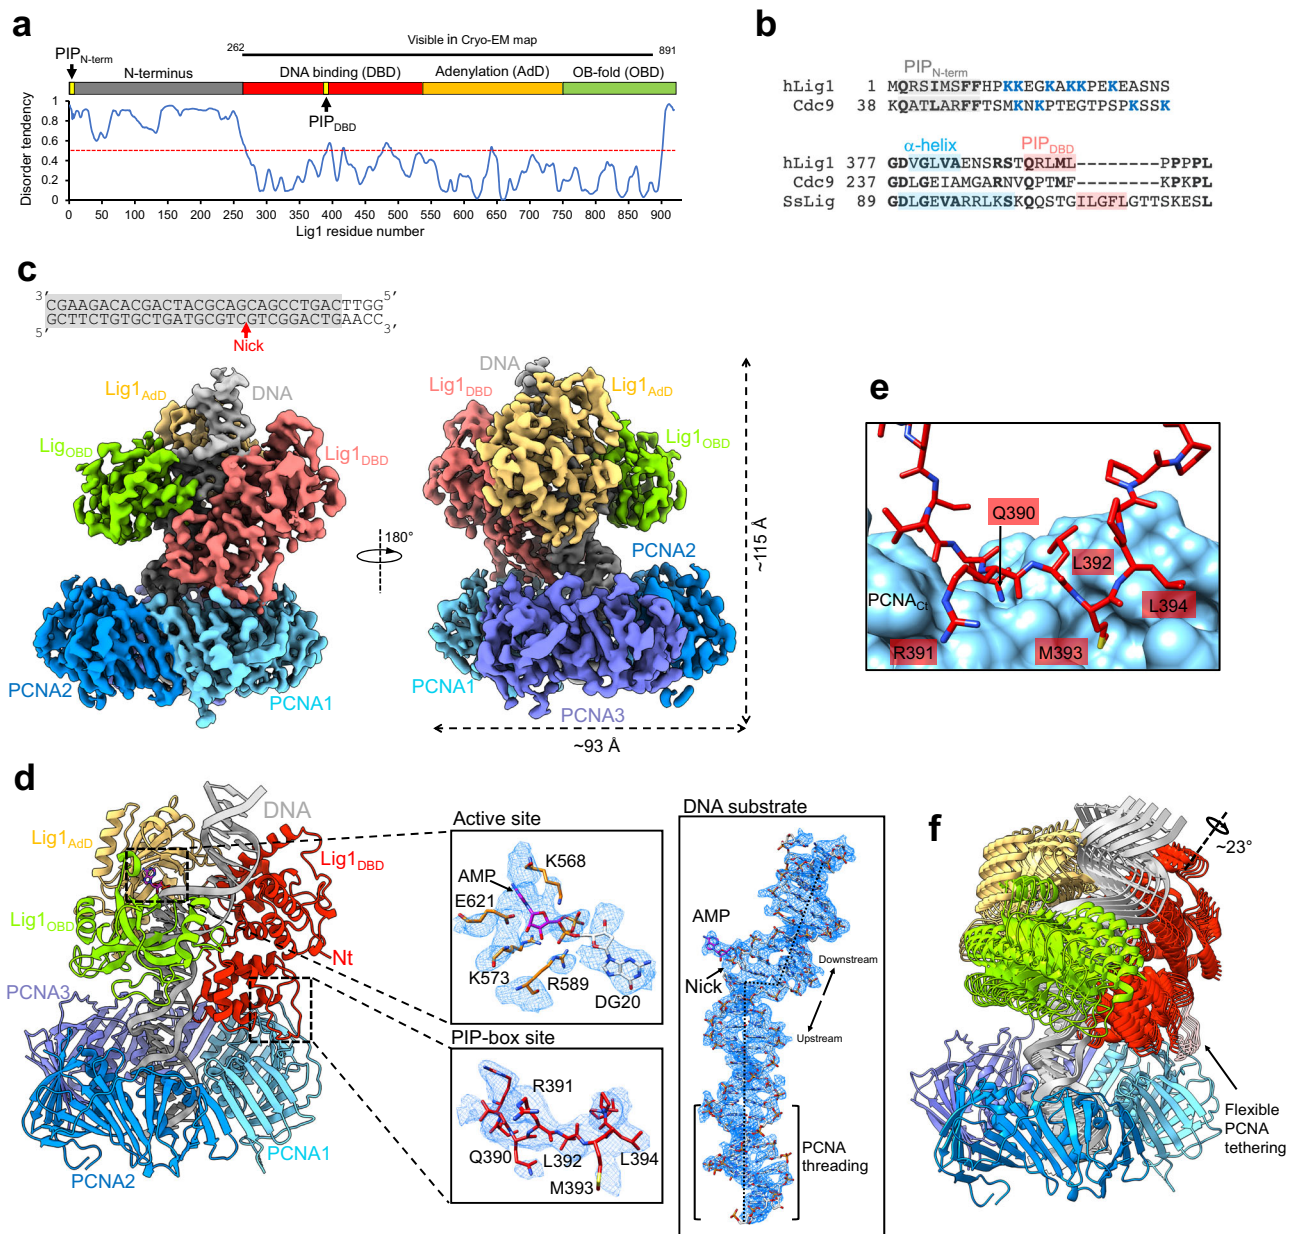 a
262 Visible in Cryo-EM map 891
PIPN-term
N-terminus DNA binding (DBD) Adenylation (AdD) OB-fold (OBD)
PIPDBD
Disorder tendency
1
0.8
0.6
0.4
0.2
0
0 50 100 150 200 250 300 350 400 450 500 550 600 650 700 750 800 850 900
Lig1 residue number
b
PIPN-term
hLig1 1 MQRSIMSFFHPKKEGKAKKPEKEASNS
Cdc9 38 KQATLARFFTSMKNKPTEGTPSPKSSK
α-helix PIPDBD
hLig1 377 GDVGLVAENSRSTQRLML---------PPPPL
Cdc9 237 GDLGEIAMGARNVQPTMF---------KPKPL
SsLig 89 GDLGEVARRLKSKQQSTGILGFLGTTSKESL
c
3′ CGAAGACACGACTACGCAGCAGCCTGACTTGG 5′
5′ GCTTCTGTGCTGATGCGTCGTCGGACTGAACC 3′
Nick
Lig1AdD
DNA
LigOBD
Lig1DBD
PCNA2
PCNA1
180°
DNA
Lig1DBD
Lig1AdD
Lig1OBD
PCNA2
PCNA1
PCNA3
~115 Å
~93 Å
e
Q390
L392
PCNACt
L394
R391
M393
d
DNA
Lig1AdD
Lig1DBD
Lig1OBD
Nt
PCNA3
PCNA1
PCNA2
Active site
K568
AMP
E621
K573
R589
DG20
PIP-box site
R391
Q390
L392
L394
M393
DNA substrate
AMP
Nick
Downstream
Upstream
PCNA
threading
f
~23°
Flexible
PCNA
tethering